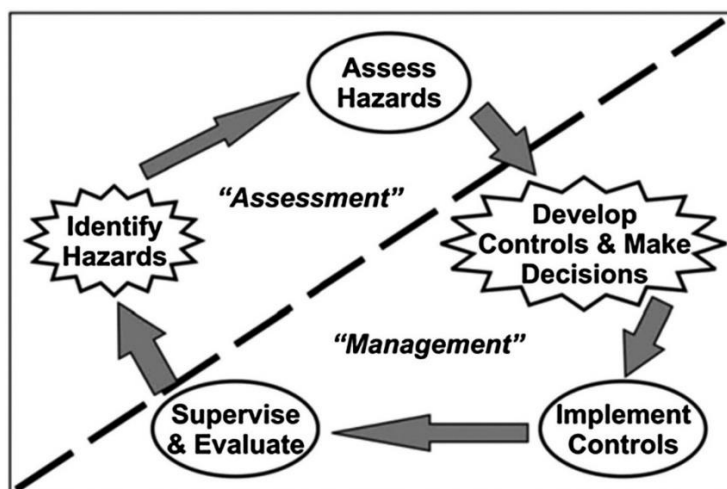 Assess
Hazards
“Assessment”
Identify
Hazards
Develop
Controls & Make
Decisions
“Management”
Supervise
& Evaluate
Implement
Controls